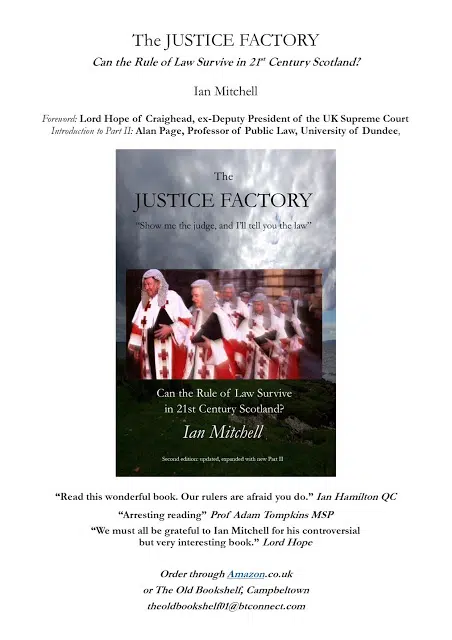 The JUSTICE FACTORY
Can the Rule of Law Survive in 21st Century Scotland?
Ian Mitchell
Foreword: Lord Hope of Craighead, ex-Deputy President of the UK Supreme Court
Introduction to Part II: Alan Page, Professor of Public Law, University of Dundee,
The
JUSTICE FACTORY
“Show me the judge, and I'll tell you the law”
Can the Rule of Law Survive
in 21st Century Scotland?
Ian Mitchell
Second edition: updated, expanded with new Part II
“Read this wonderful book. Our rulers are afraid you do.” Ian Hamilton QC
“Arresting reading” Prof Adam Tompkins MSP
“We must all be grateful to Ian Mitchell for his controversial
but very interesting book.” Lord Hope
Order through Amazon.co.uk
or The Old Bookshelf, Campbeltown
theoldbookshelf01@btconnect.com